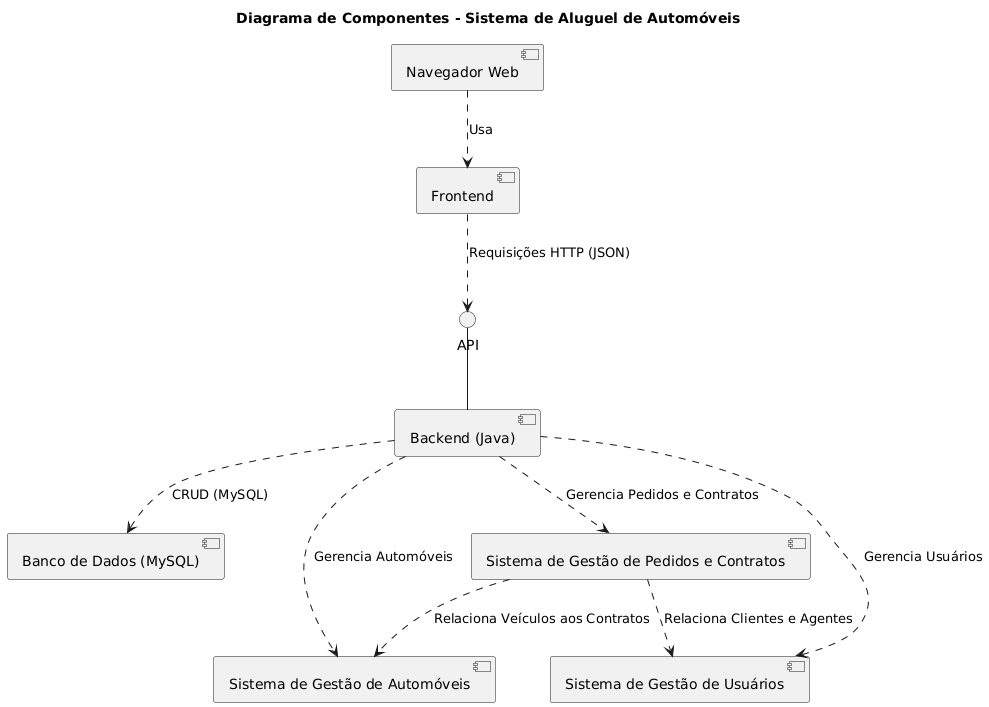 Diagrama de Componentes - Sistema de Aluguel de Automóveis
Navegador Web
Usa
Frontend
Requisições HTTP (JSON)
API
Backend (Java)
CRUD (MySQL)
Gerencia Pedidos e Contratos
Gerencia Automóveis
Gerencia Usuários
Banco de Dados (MySQL)
Sistema de Gestão de Pedidos e Contratos
Relaciona Veículos aos Contratos
Relaciona Clientes e Agentes
Sistema de Gestão de Automóveis
Sistema de Gestão de Usuários